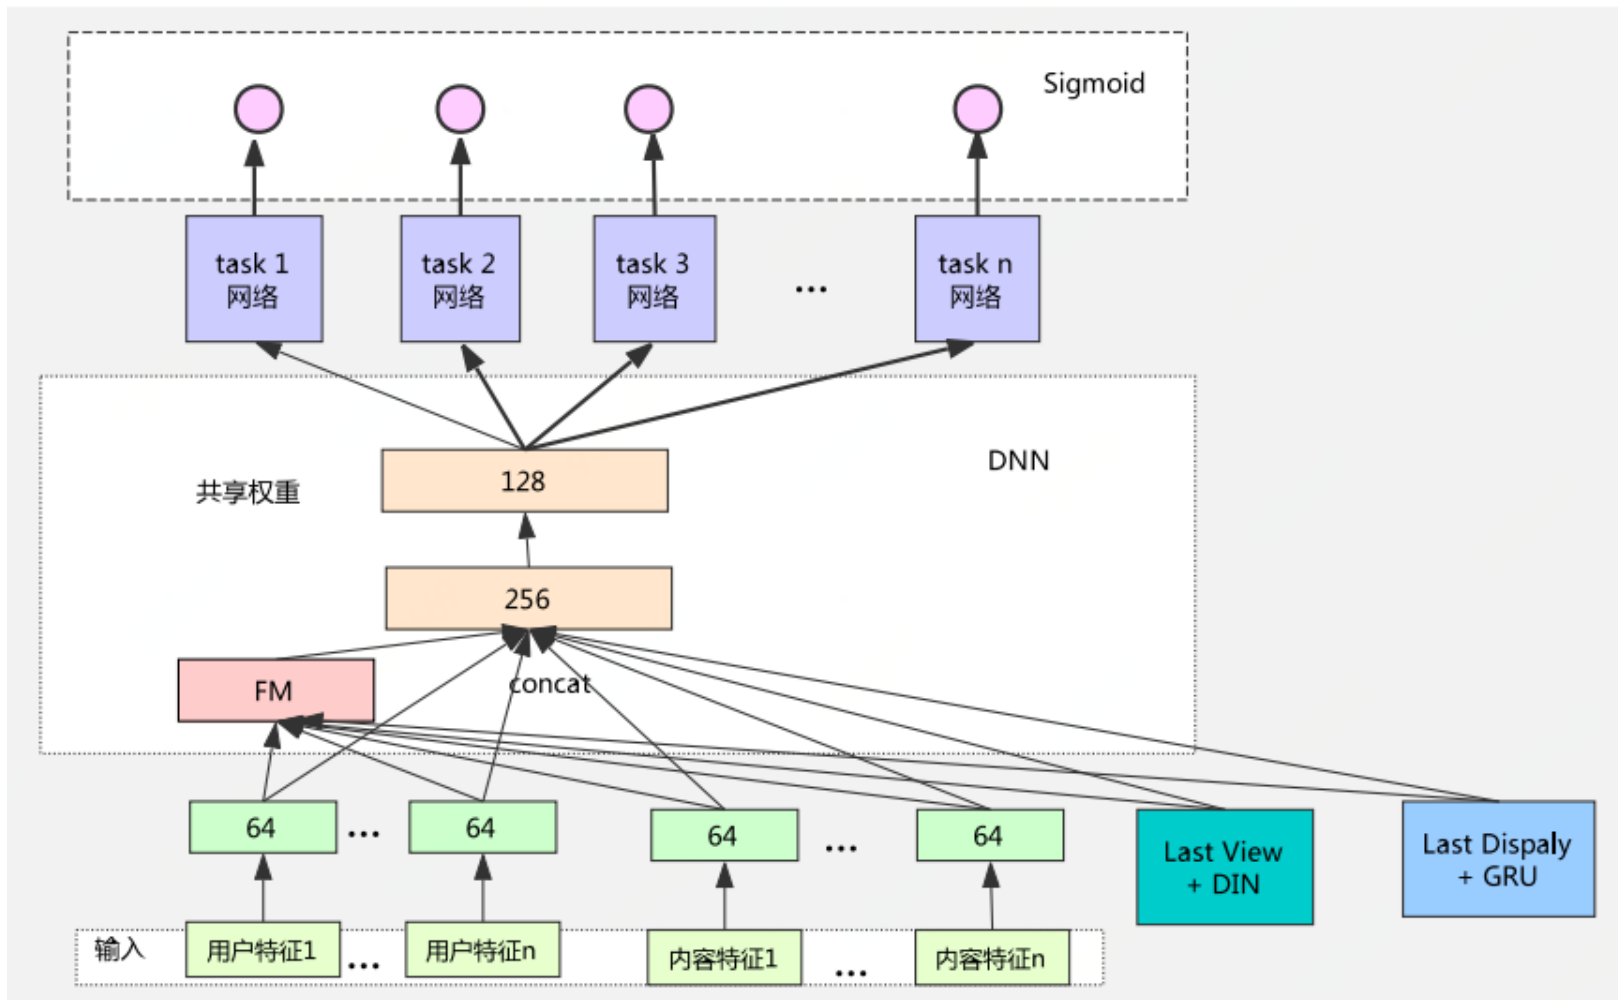 Sigmoid
task 1
网络
task 2
网络
task 3
网络
...
task n
网络
DNN
共享权重
128
256
FM
concat
64
...
64
64
...
64
Last View
+ DIN
Last Dispaly
+ GRU
输入
用户特征1
...
用户特征n
内容特征1
...
内容特征n